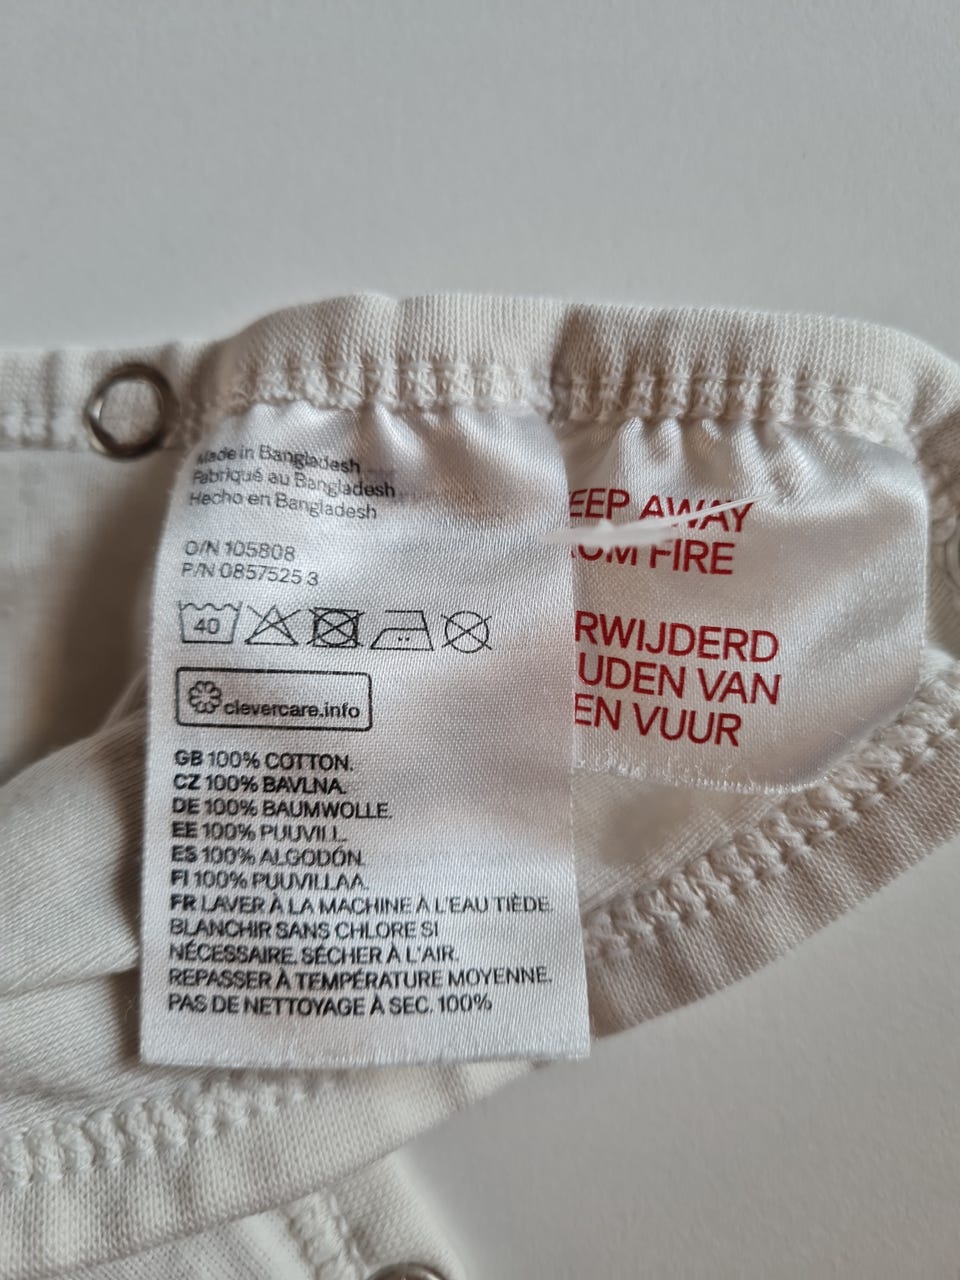 Made in Bangladesh
Fabriqué au Bangladesh
Hecho en Bangladesh
O/N 105808
P/N 0857525 3
40
clevercare.info
GB 100% COTTON.
CZ 100% BAVLNA.
DE 100% BAUMWOLLE.
EE 100% PUUVILL.
ES 100% ALGODÓN.
FI 100% PUUVILLAA.
FR LAVER À LA MACHINE À L'EAU TIÈDE.
BLANCHIR SANS CHLORE SI
NÉCESSAIRE. SÉCHER À L'AIR.
REPASSER À TEMPÉRATURE MOYENNE.
PAS DE NETTOYAGE À SEC. 100%
EEP AWAY
OM FIRE
RWIJDERD
UDEN VAN
EN VUUR